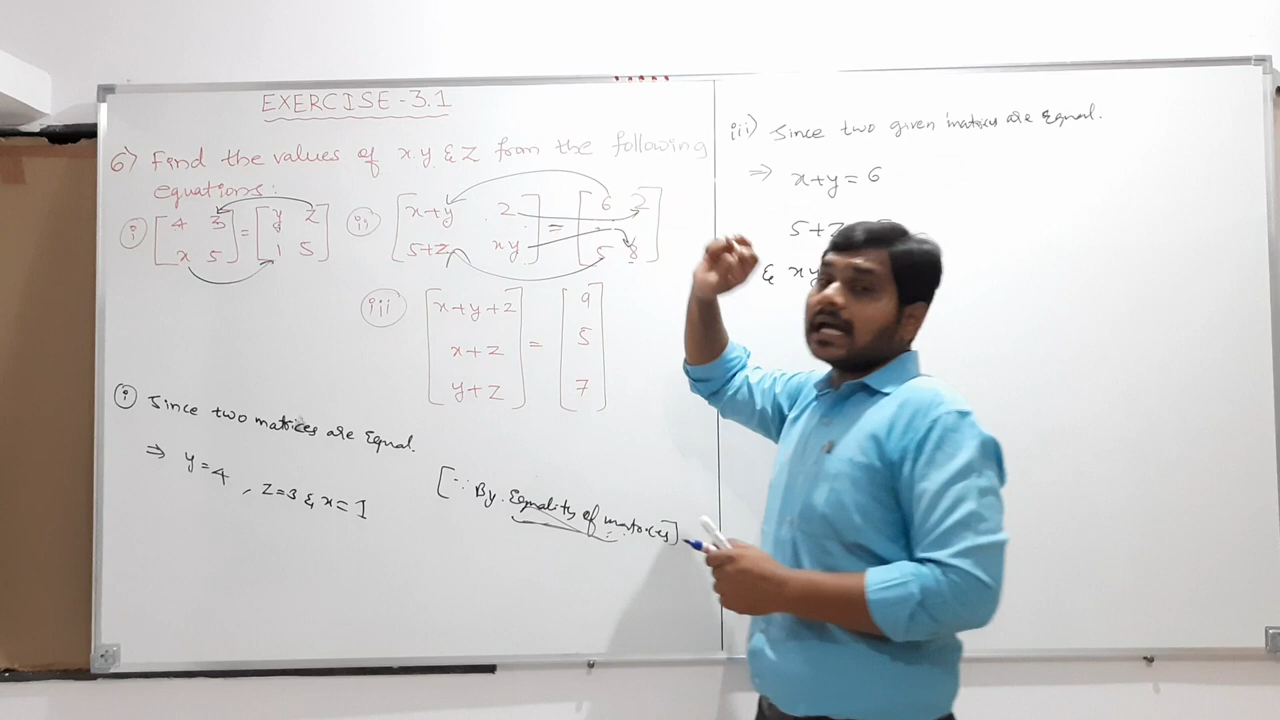 EXERCISE-3.1
6) Find the values of x.y & z from the following
equations:
i [4 3 x 5] = [y z 1 5] ii) [x+y 2 5+z xy] = [6 2 5 8]
iii [x+y+z x+z y+z] = [9 5 7]
i Since two matrices are Equal.
⇒ y=4, z=3 & x=1
[∵ By. Equality of matrices]
iii) Since two given matrices are Equal.
⇒ x+y = 6
5+z
& xy